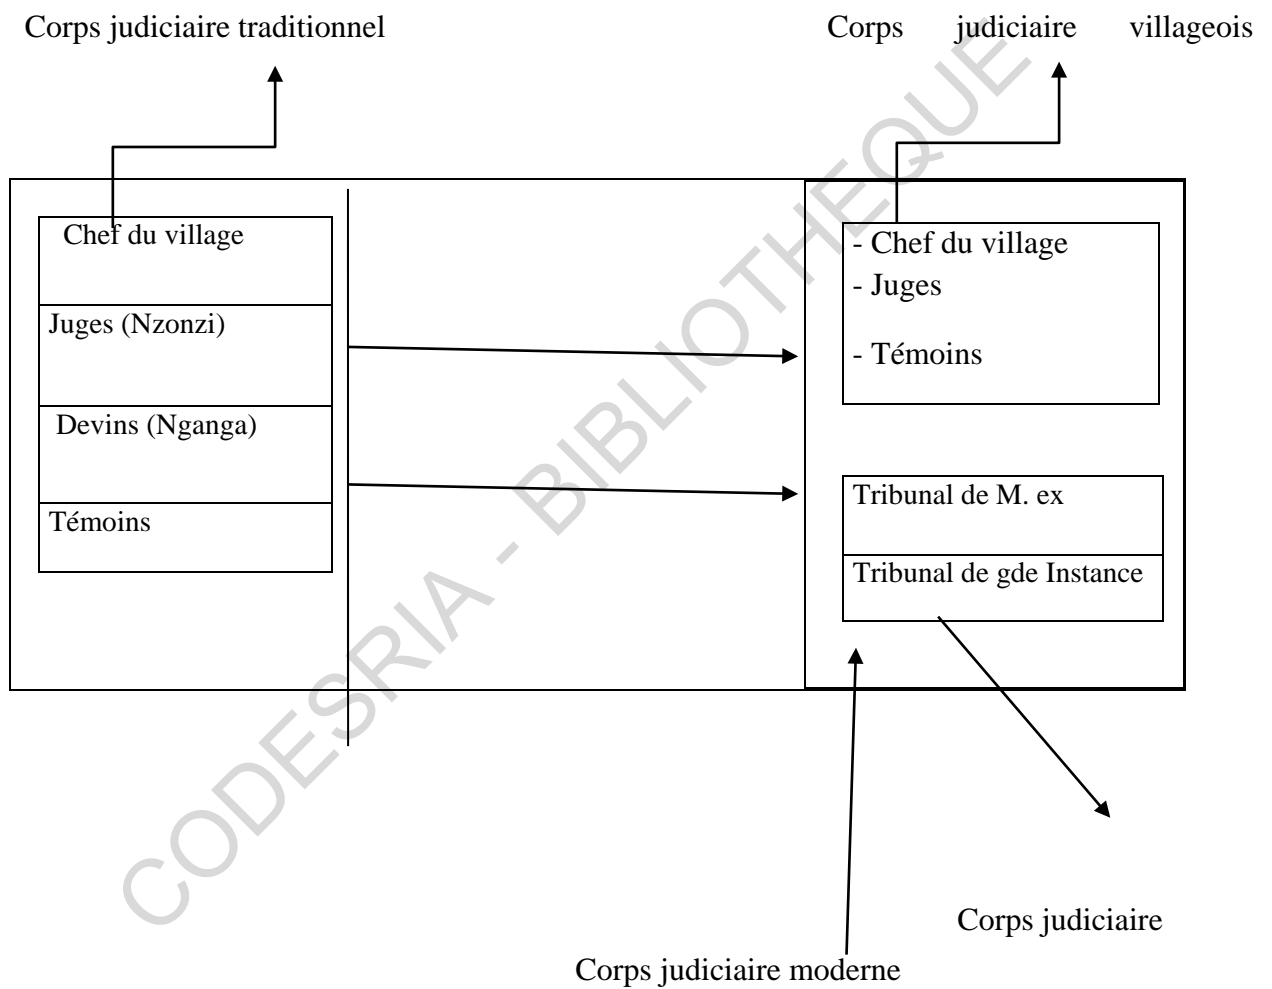 Corps judiciaire traditionnel
Corps judiciaire villageois
Chef du village
Juges (Nzonzi)
Devins (Nganga)
Témoins
- Chef du village
- Juges
- Témoins
Tribunal de M. ex
Tribunal de gde Instance
Corps judiciaire
Corps judiciaire moderne
CODESRIA - BIBLIOTHEQUE